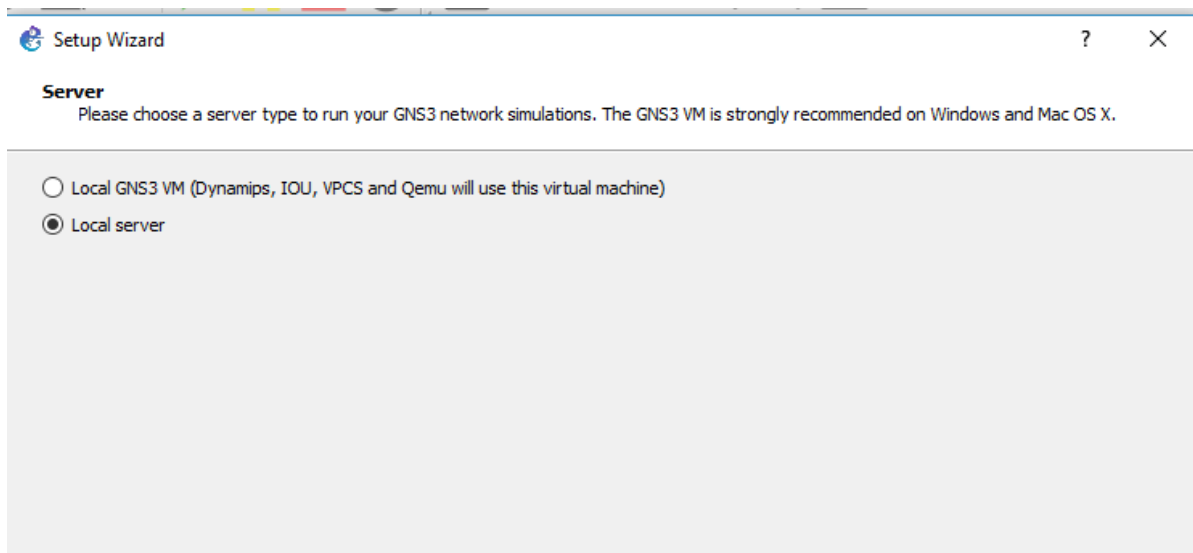 Setup Wizard
?
Server
Please choose a server type to run your GNS3 network simulations. The GNS3 VM is strongly recommended on Windows and Mac OS X.
Local GNS3 VM (Dynamips, IOU, VPCS and Qemu will use this virtual machine)
Local server